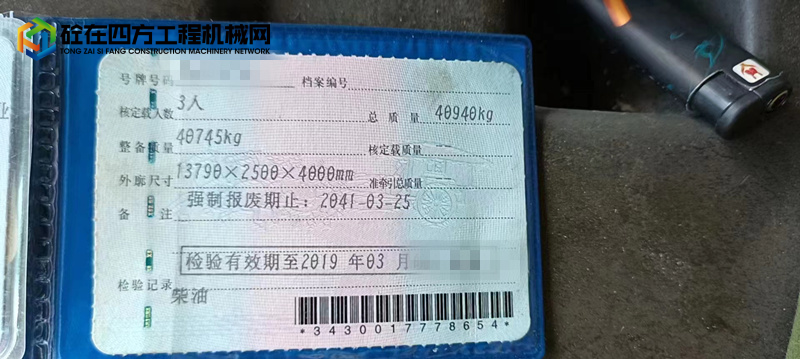 砼在四方工程机械网
TONG ZAI SI FANG CONSTRUCTION MACHINERY NETWORK
号牌号码 档案编号
核定载人数 3人 总质量 40940kg
整备质量 40745kg 核定载质量
外廓尺寸 13790×2500×4000mm 准牵引总质量
备注 强制报废期止：2041-03-25
检验有效期至2019 年03 月
检验记录
柴油
*3430017778654*